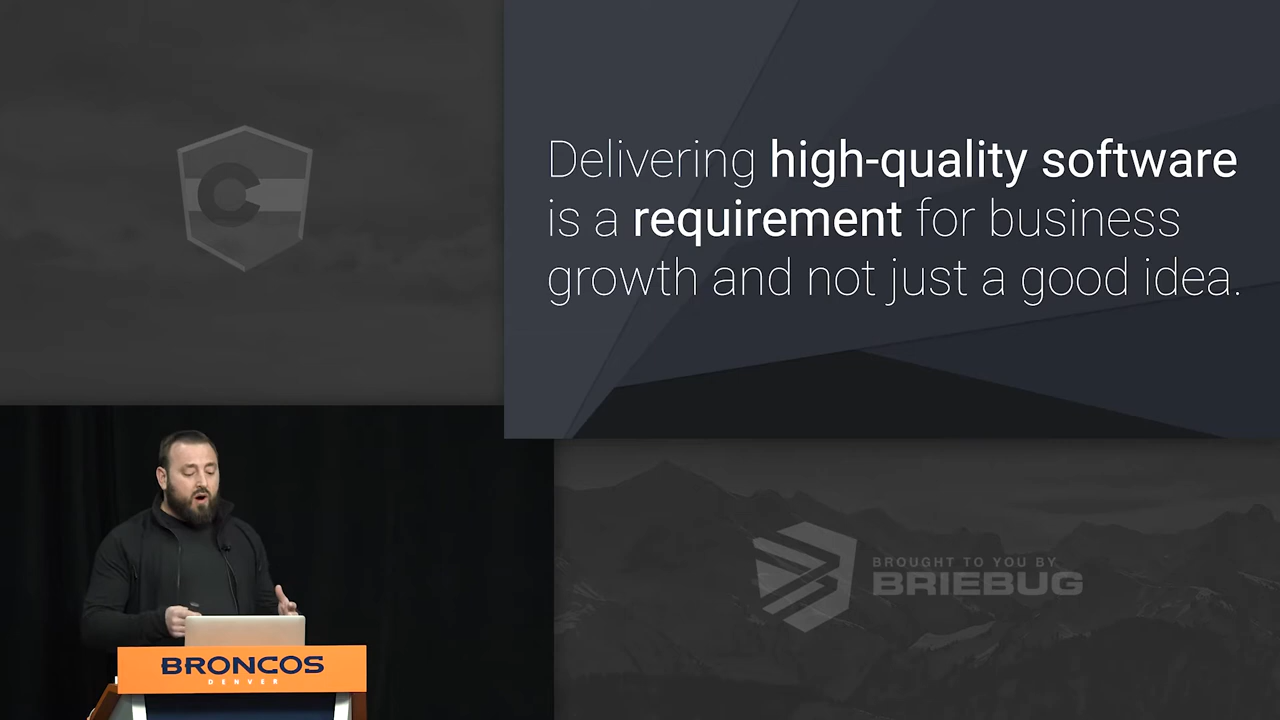 Delivering high-quality software
is a requirement for business
growth and not just a good idea.
BROUGHT TO YOU BY
BRIEBUG
BRONCOS
DENVER